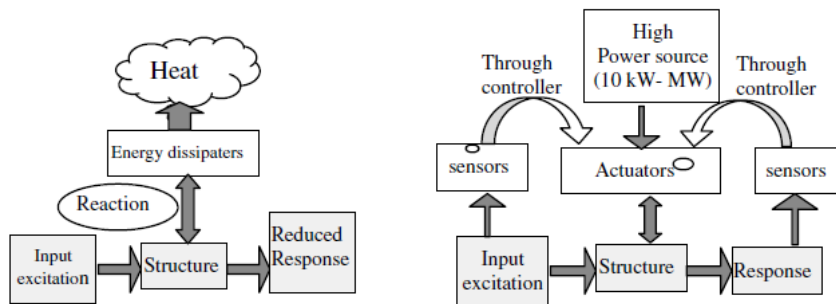 Heat
Energy dissipaters
Reaction
Input
excitation
Structure
Reduced
Response
High
Power source
(10 kW- MW)
Through
controller
Through
controller
sensors
Actuators
sensors
Input
excitation
Structure
Response